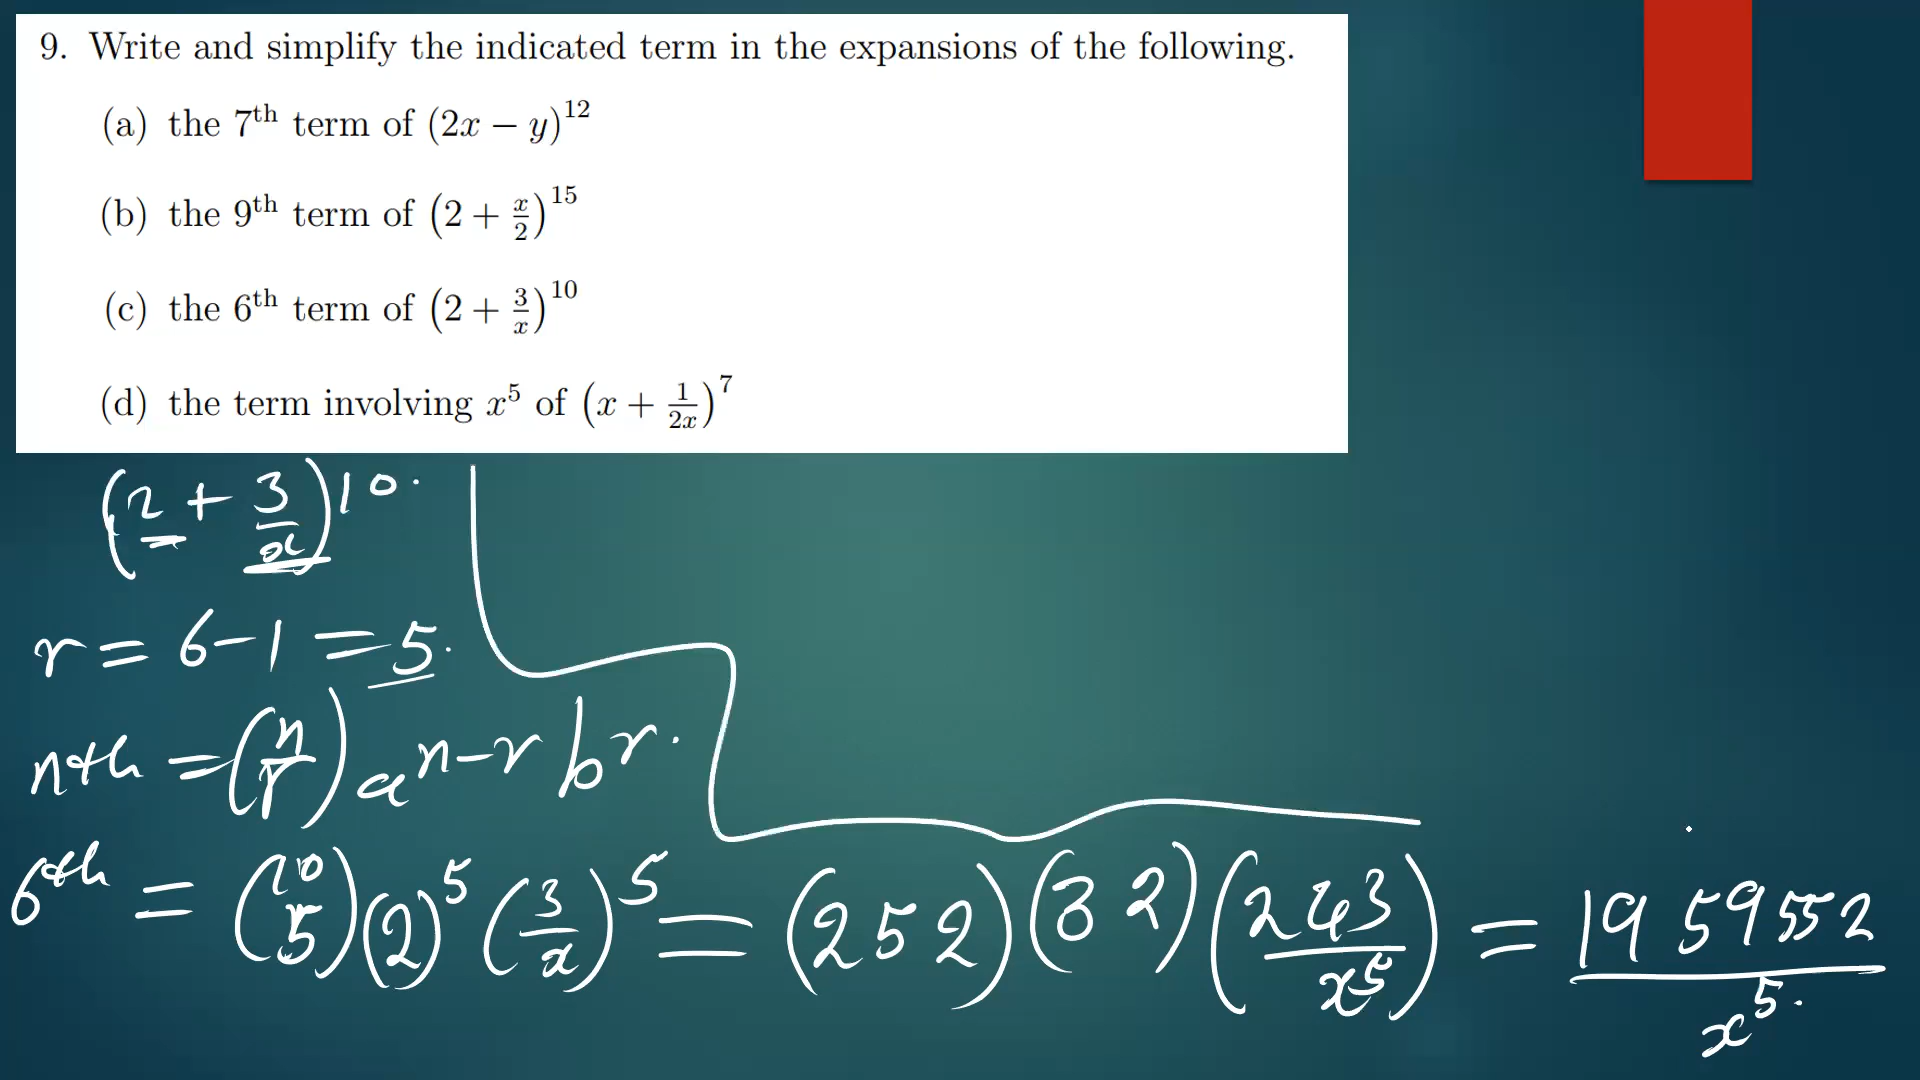 9. Write and simplify the indicated term in the expansions of the following.
(a) the 7th term of (2x − y)^12
(b) the 9th term of (2 + x/2)^15
(c) the 6th term of (2 + 3/x)^10
(d) the term involving x^5 of (x + 1/2x)^7
(2 + 3/x)10.
r = 6-1 = 5.
nth = (n/r) a^n-r b^r.
6th = (10 5)(2)^5 (3/x)^5 = (252)(32)(243/x^5) = 1959552/x^5.